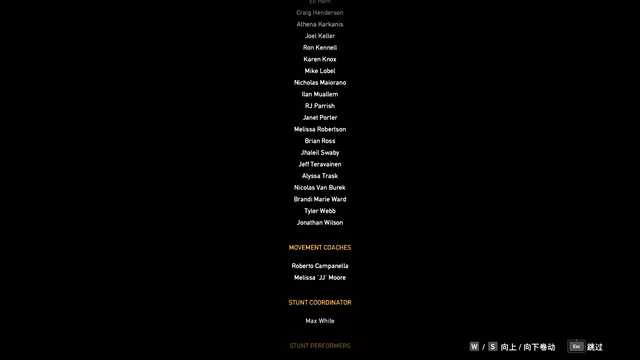 Craig Henderson
Athena Karkanis
Joel Keller
Ron Kennell
Karen Knox
Mike Lobel
Nicholas Maiorano
Ilan Muallem
RJ Parrish
Janet Porter
Melissa Robertson
Brian Ross
Jhaleil Swaby
Jeff Teravainen
Alyssa Trask
Nicolas Van Burek
Brandi Marie Ward
Tyler Webb
Jonathan Wilson
MOVEMENT COACHES
Roberto Campanella
Melissa "JJ" Moore
STUNT COORDINATOR
Max White
STUNT PERFORMERS
W / S 向上 / 向下卷动 Esc 跳过